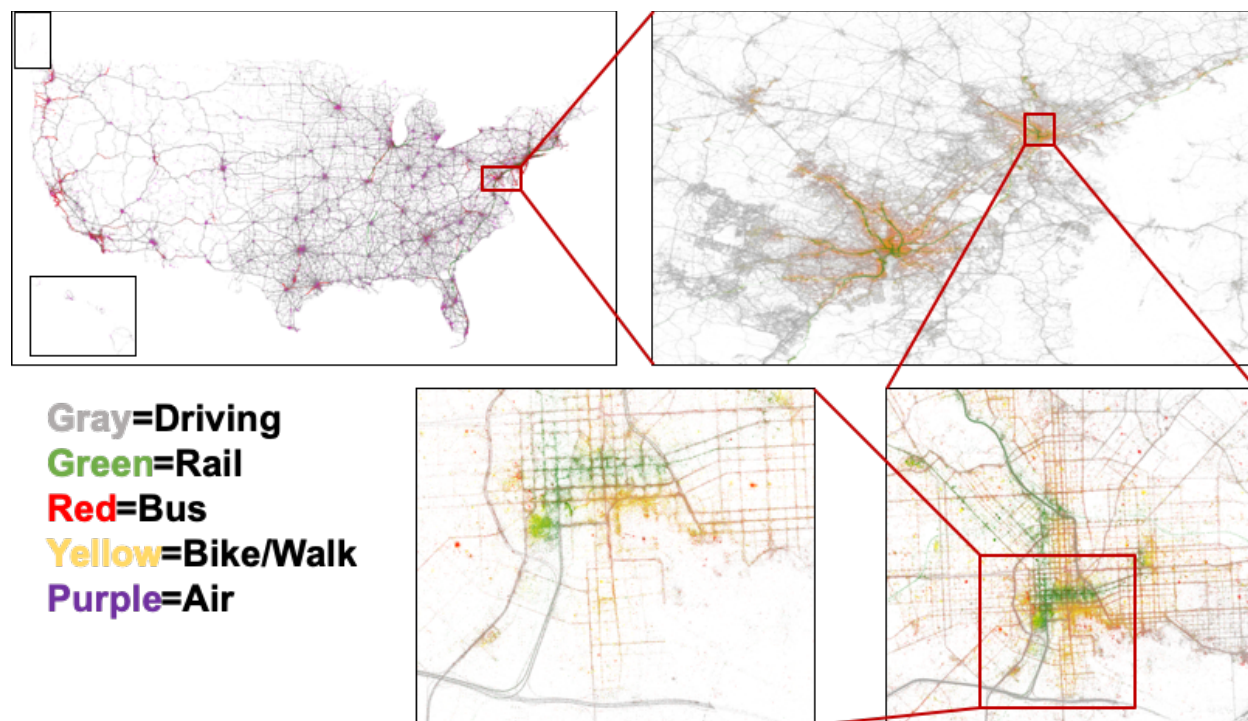 Gray=Driving
Green=Rail
Red=Bus
Yellow=Bike/Walk
Purple=Air